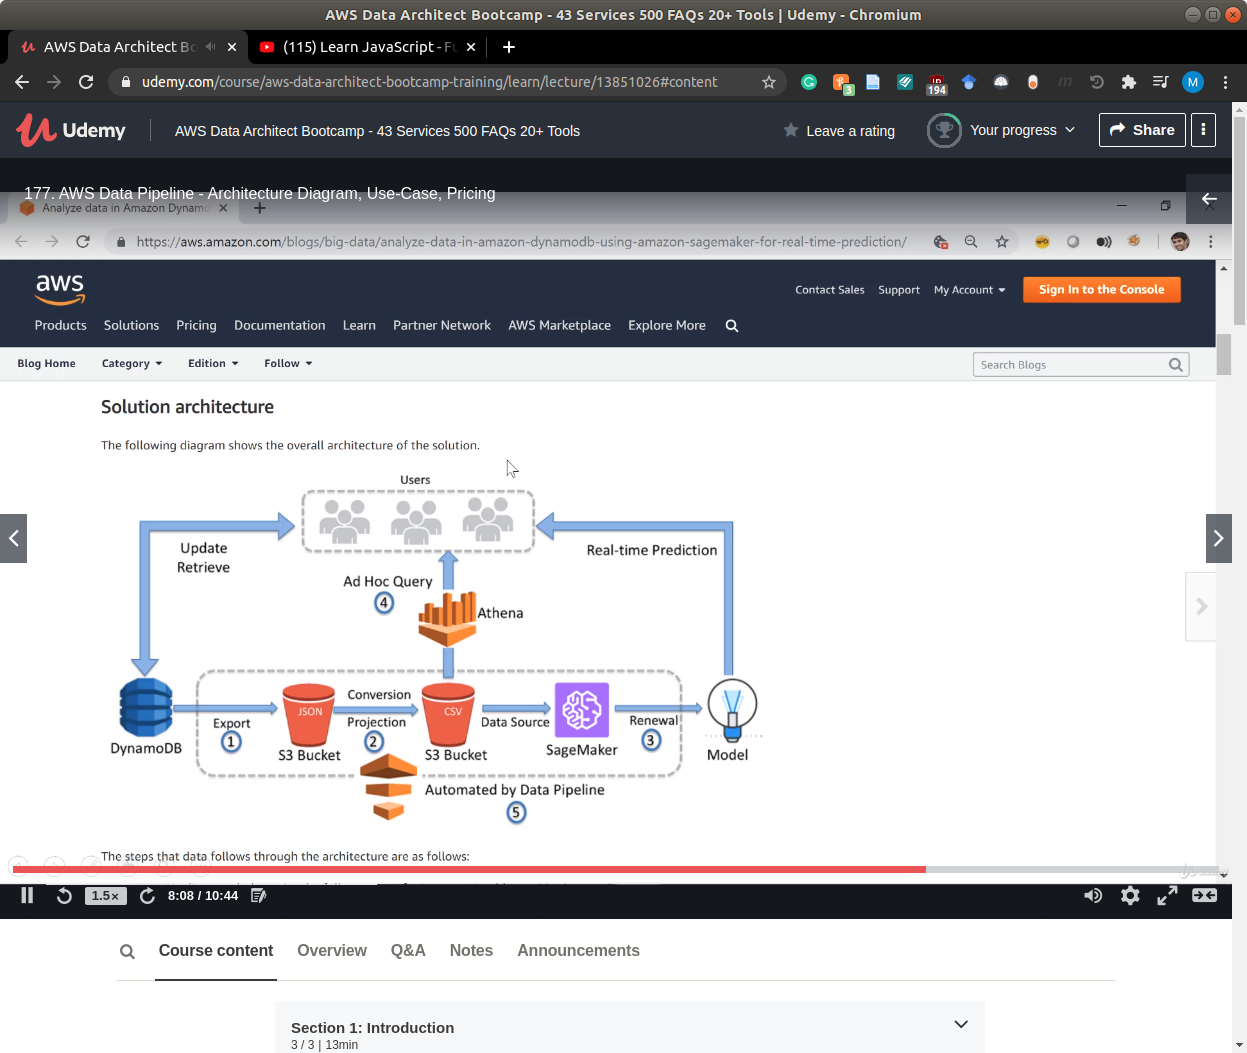 AWS Data Architect Bootcamp - 43 Services 500 FAQs 20+ Tools | Udemy - Chromium
AWS Data Architect Bo
(115) Learn JavaScript - Fu
udemy.com/course/aws-data-architect-bootcamp-training/learn/lecture/13851026#content
3
194
M
Udemy
AWS Data Architect Bootcamp - 43 Services 500 FAQs 20+ Tools
Leave a rating
Your progress
Share
177. AWS Data Pipeline - Architecture Diagram, Use-Case, Pricing
Analyze data in Amazon Dynam
https://aws.amazon.com/blogs/big-data/analyze-data-in-amazon-dynamodb-using-amazon-sagemaker-for-real-time-prediction/
aws
Contact Sales Support My Account Sign In to the Console
Products Solutions Pricing Documentation Learn Partner Network AWS Marketplace Explore More
Blog Home Category Edition Follow
Search Blogs
Solution architecture
The following diagram shows the overall architecture of the solution.
Users
Update
Retrieve
Real-time Prediction
Ad Hoc Query
4
Athena
JSON
CSV
Conversion
Projection
2
Export
1
Data Source
Renewal
3
DynamoDB
S3 Bucket
S3 Bucket
SageMaker
Model
Automated by Data Pipeline
5
The steps that data follows through the architecture are as follows:
1.5×
8:08 / 10:44
Course content Overview Q&A Notes Announcements
Section 1: Introduction
3 / 3 | 13min